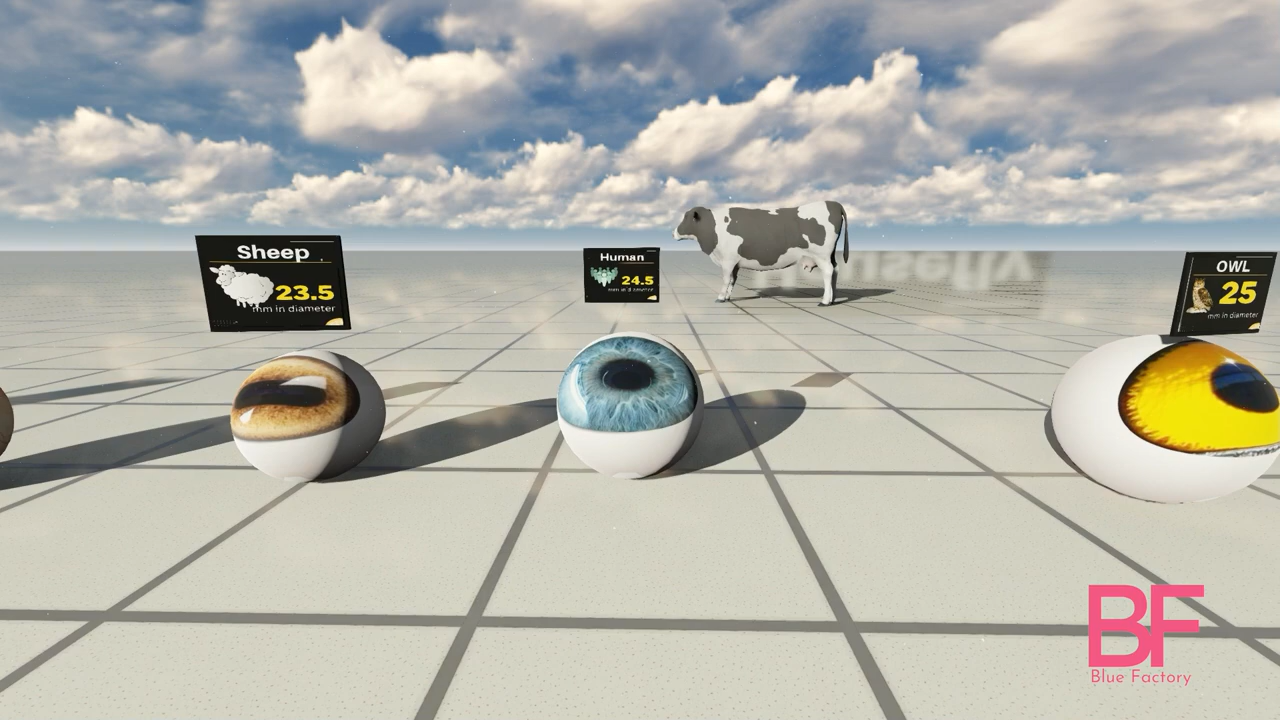 Sheep
23.5
mm in diameter
Human
24.5
OWL
25
mm in diameter
BF
Blue Factory